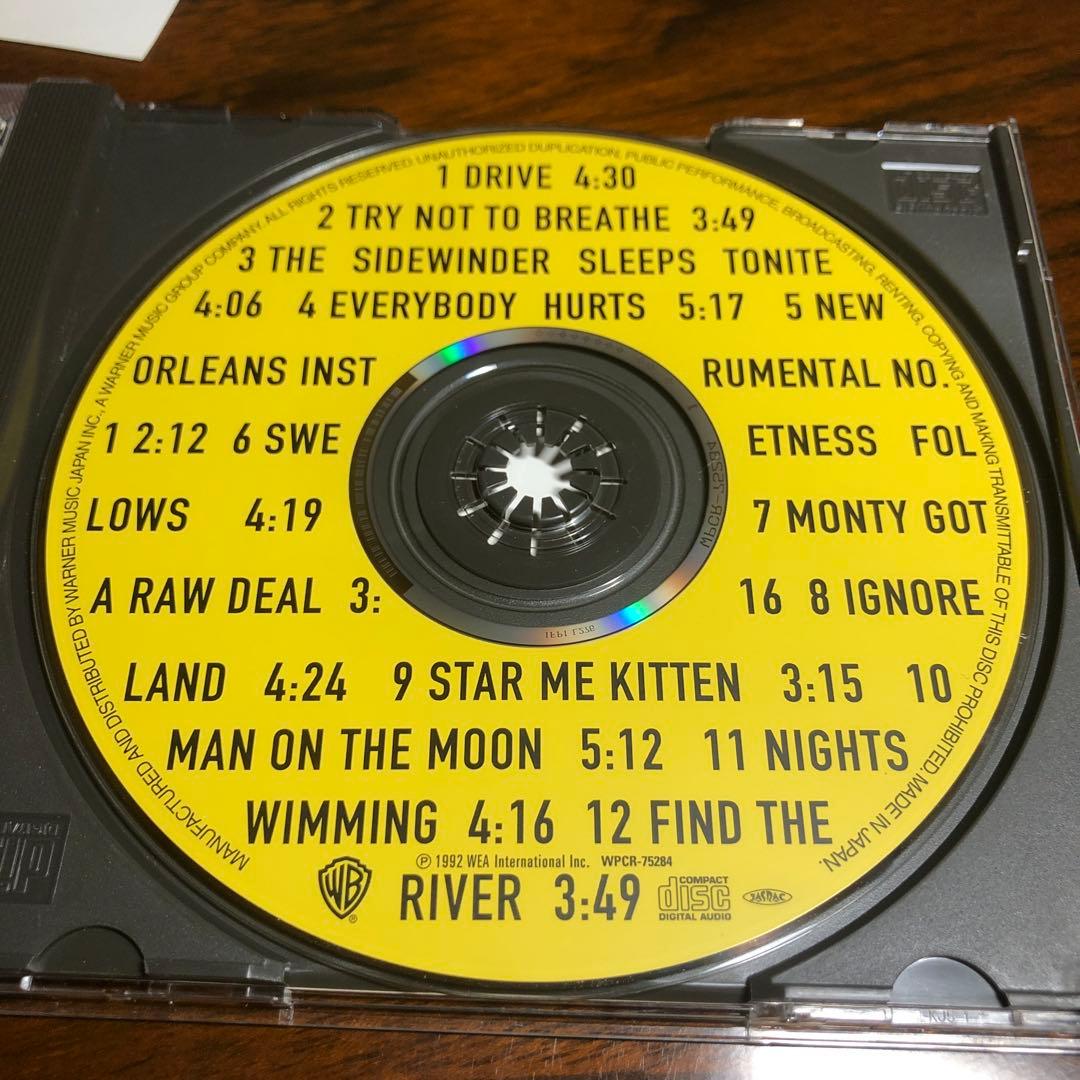 1 DRIVE 4:30
2 TRY NOT TO BREATHE 3:49
3 THE SIDEWINDER SLEEPS TONITE
4:06 4 EVERYBODY HURTS 5:17 5 NEW
ORLEANS INST RUMENTAL NO.
1 2:12 6 SWE ETNESS FOL
LOWS 4:19 7 MONTY GOT
A RAW DEAL 3: 16 8 IGNORE
LAND 4:24 9 STAR ME KITTEN 3:15 10
MAN ON THE MOON 5:12 11 NIGHTS
WIMMING 4:16 12 FIND THE
℗ 1992 WEA International Inc. WPCR-75284
RIVER 3:49
WB
®
COMPACT
disc
DIGITAL AUDIO
JASRAC
MANUFACTURED AND DISTRIBUTED BY WARNER MUSIC JAPAN INC., A WARNER MUSIC GROUP COMPANY. ALL RIGHTS RESERVED. UNAUTHORIZED DUPLICATION, PUBLIC PERFORMANCE, BROADCASTING, RENTING, COPYING AND MAKING TRANSMITTABLE OF THIS DISC PROHIBITED. MADE IN JAPAN.
WPCR-75284